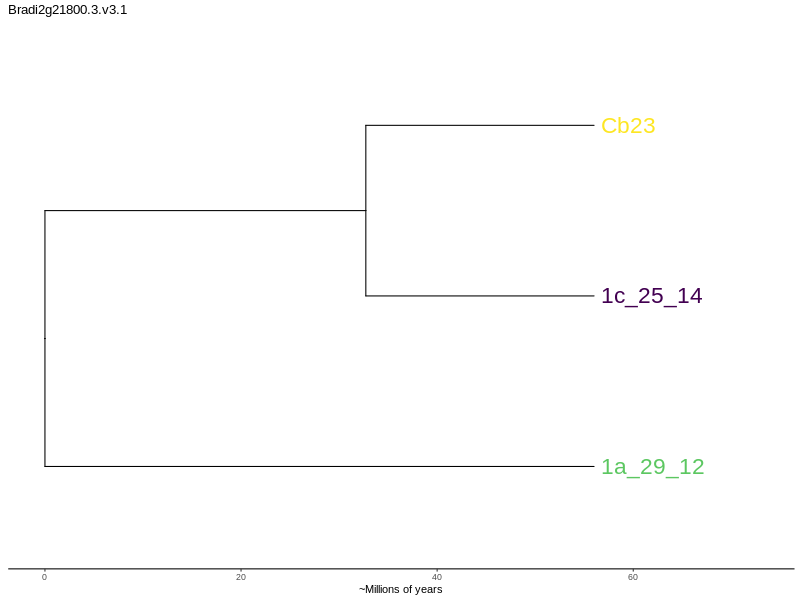 Bradi2g21800.3.v3.1
Cb23
1c_25_14
1a_29_12
0 20 40 60
~Millions of years